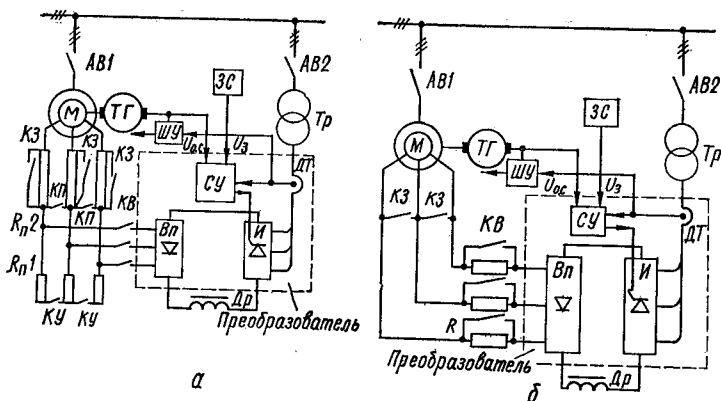 АВ1
АВ2
ЗС
М
ТГ
Тр
ШУ
Uос
Uз
КЗ
КЗ
КЗ
КП
КП
КВ
СУ
ДТ
Rп2
Rп1
Вп
И
КУ
КУ
Др
Преобразователь
а
АВ1
АВ2
ЗС
М
ТГ
Тр
ШУ
Uос
Uз
КЗ
КЗ
КВ
СУ
ДТ
Вп
И
R
Преобразователь
Др
б